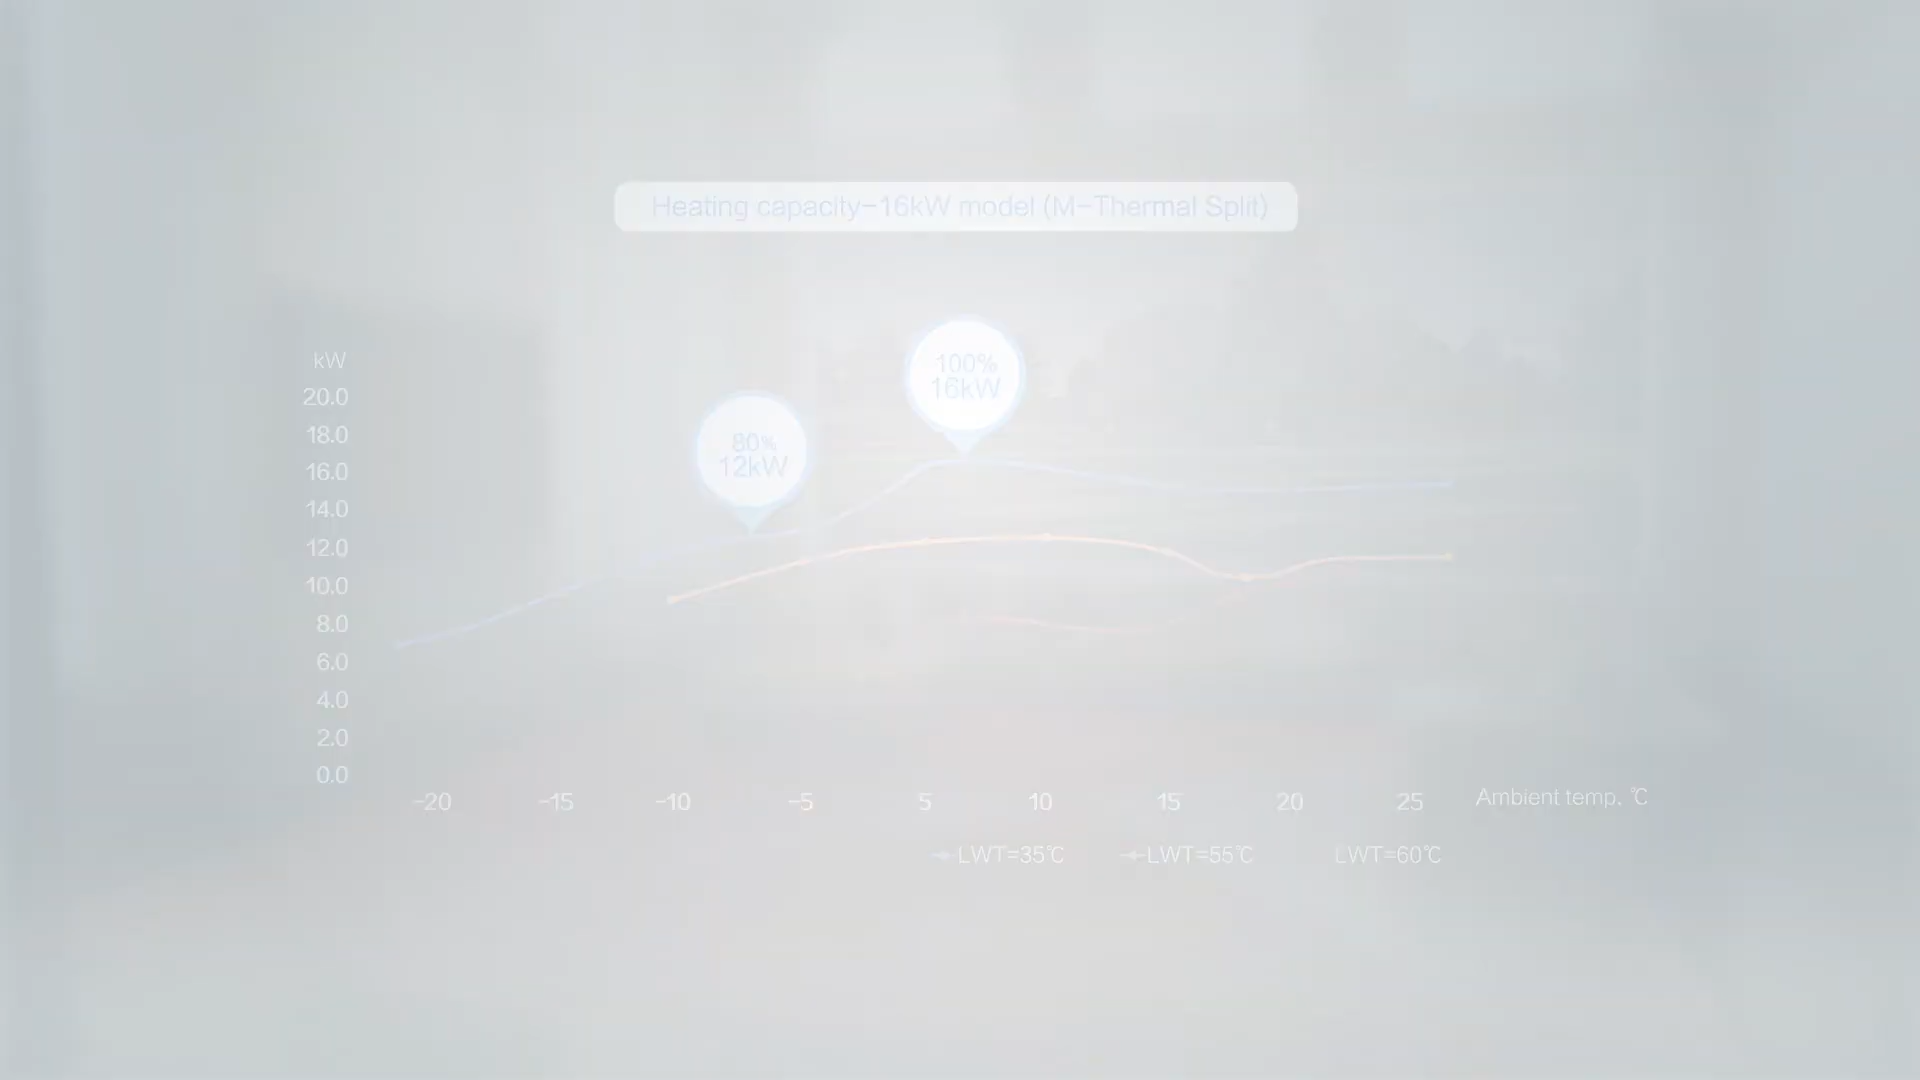 Heating capacity-16kW model (M-Thermal Split)
100%
16kW
80%
12kW
kW
20.0
18.0
16.0
14.0
12.0
10.0
8.0
6.0
4.0
2.0
0.0
-20 -15 -10 -5 5 10 15 20 25 Ambient temp. ℃
LWT=35℃ LWT=55℃ LWT=60℃